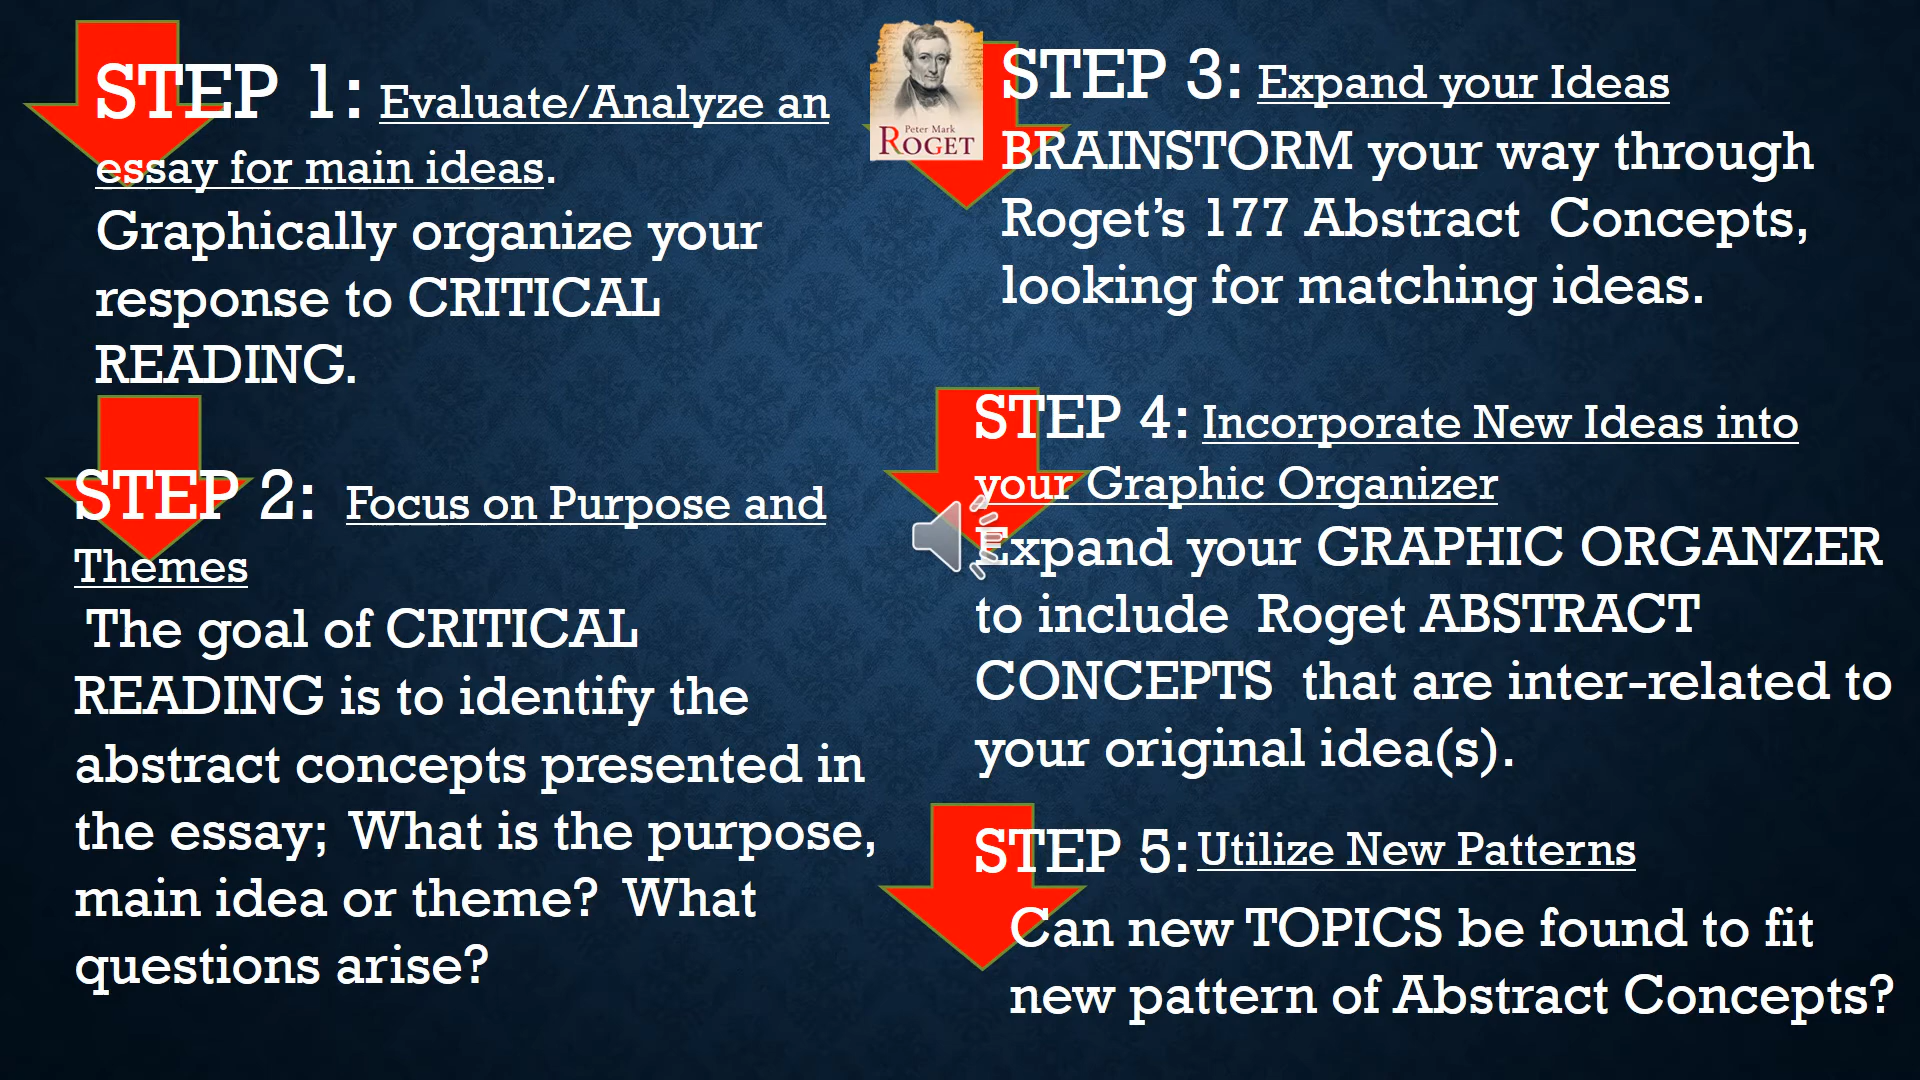 STEP 1: Evaluate/Analyze an
essay for main ideas.
Graphically organize your
response to CRITICAL
READING.
STEP 2: Focus on Purpose and
Themes
The goal of CRITICAL
READING is to identify the
abstract concepts presented in
the essay; What is the purpose,
main idea or theme? What
questions arise?
Peter Mark
ROGET
STEP 3: Expand your Ideas
BRAINSTORM your way through
Roget’s 177 Abstract Concepts,
looking for matching ideas.
STEP 4: Incorporate New Ideas into
your Graphic Organizer
Expand your GRAPHIC ORGANZER
to include Roget ABSTRACT
CONCEPTS that are inter-related to
your original idea(s).
STEP 5: Utilize New Patterns
Can new TOPICS be found to fit
new pattern of Abstract Concepts?